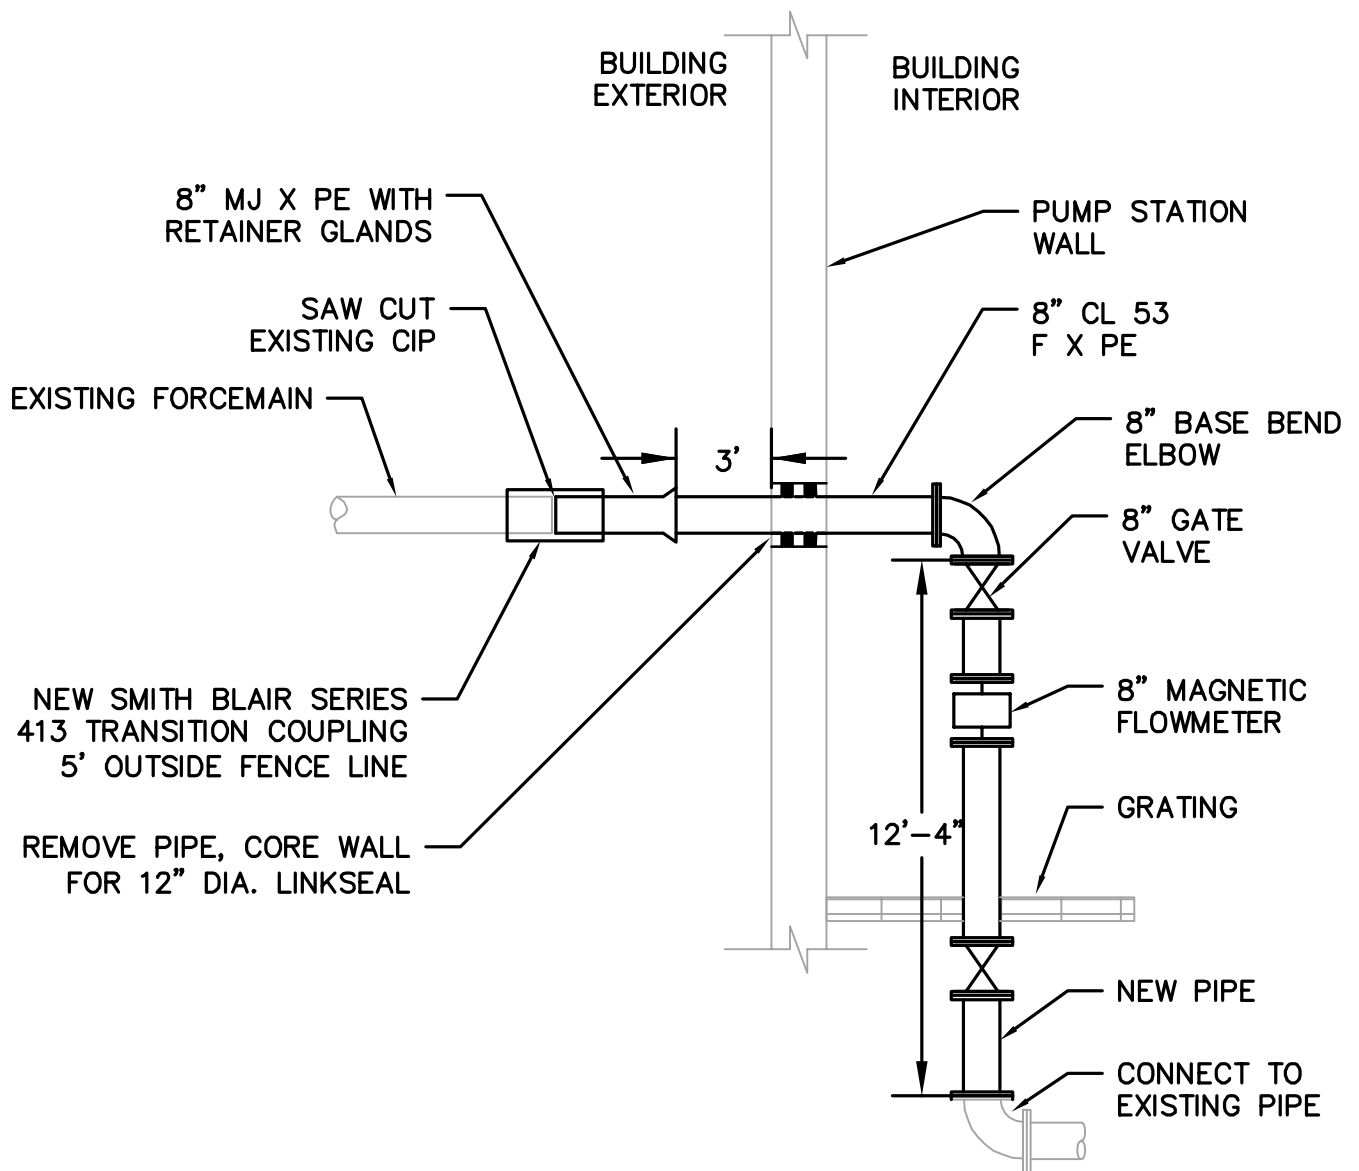 BUILDING
EXTERIOR
BUILDING
INTERIOR
8” MJ X PE WITH
RETAINER GLANDS
PUMP STATION
WALL
SAW CUT
EXISTING CIP
8” CL 53
F X PE
EXISTING FORCEMAIN
8” BASE BEND
ELBOW
3’
8” GATE
VALVE
NEW SMITH BLAIR SERIES
413 TRANSITION COUPLING
5’ OUTSIDE FENCE LINE
8” MAGNETIC
FLOWMETER
GRATING
12’–4”
REMOVE PIPE, CORE WALL
FOR 12” DIA. LINKSEAL
NEW PIPE
CONNECT TO
EXISTING PIPE